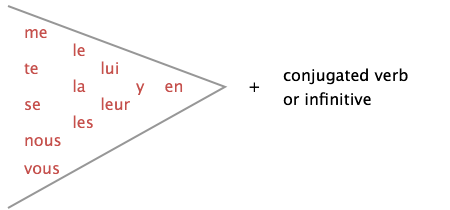 me
te
se
nous
vous
le
la
les
lui
leur
y
en
+
conjugated verb
or infinitive